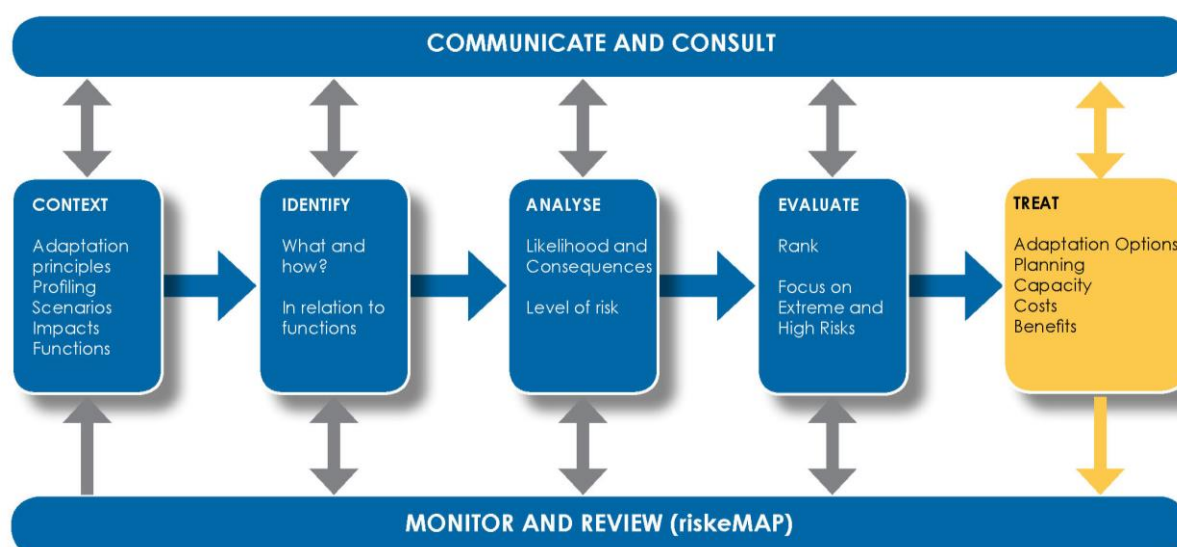 COMMUNICATE AND CONSULT
CONTEXT
Adaptation
principles
Profiling
Scenarios
Impacts
Functions
IDENTIFY
What and
how?
In relation to
functions
ANALYSE
Likelihood and
Consequences
Level of risk
EVALUATE
Rank
Focus on
Extreme and
High Risks
TREAT
Adaptation Options
Planning
Capacity
Costs
Benefits
MONITOR AND REVIEW (riskeMAP)